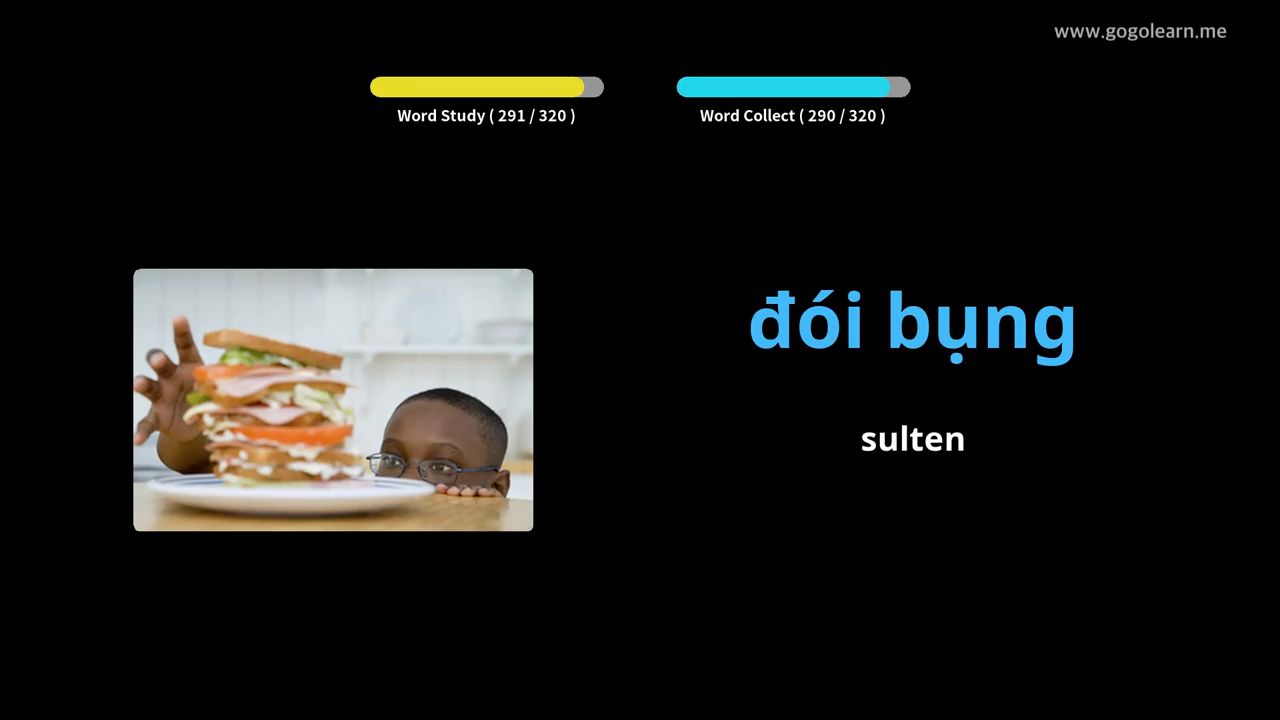 www.gogolearn.me
Word Study ( 291 / 320 )
Word Collect ( 290 / 320 )
đói bụng
sulten